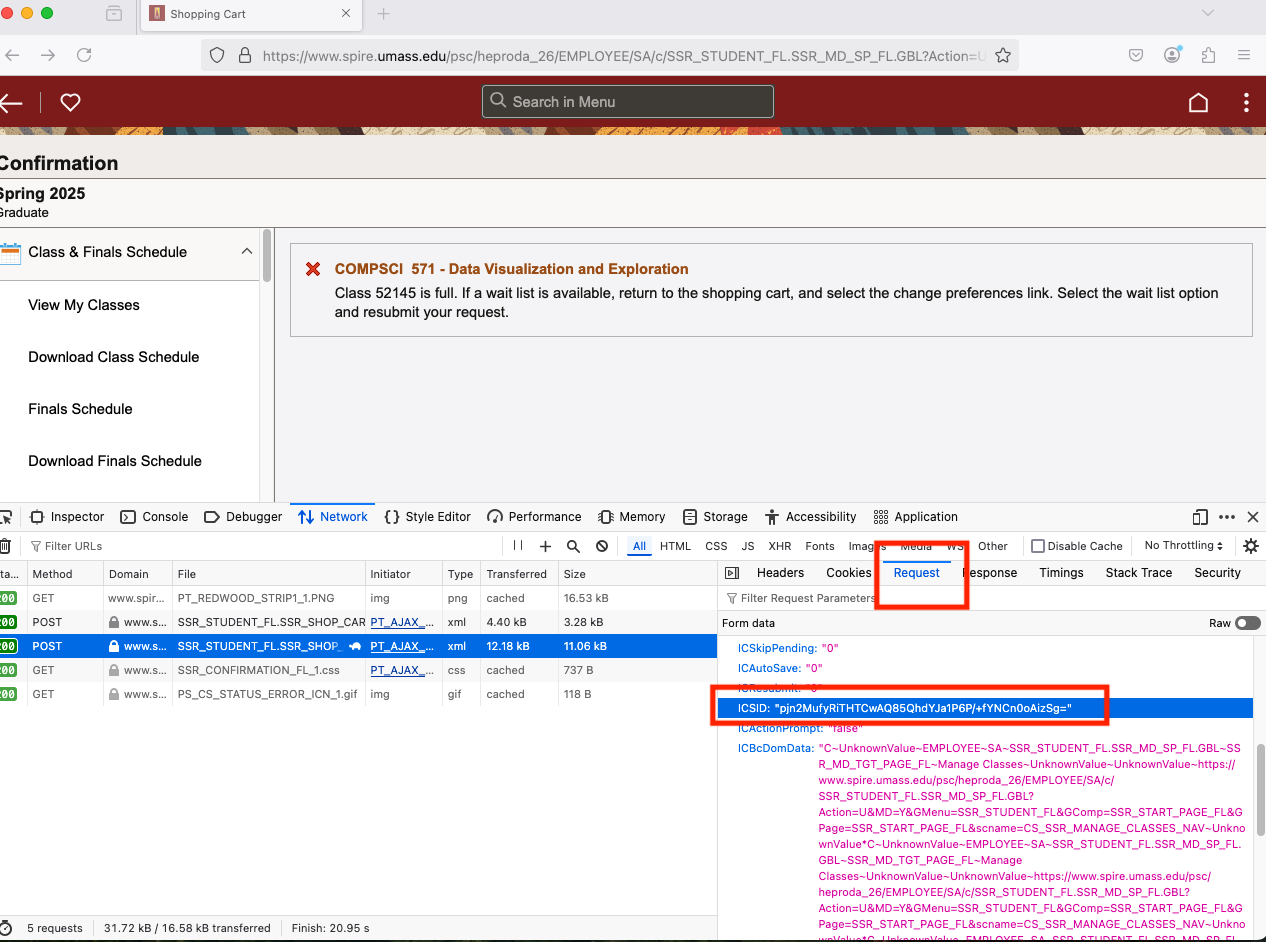 Shopping Cart
https://www.spire.umass.edu/psc/heproda_26/EMPLOYEE/SA/c/SSR_STUDENT_FL.SSR_MD_SP_FL.GBL?Action=U
Search in Menu
Confirmation
Spring 2025
Graduate
Class & Finals Schedule
View My Classes
Download Class Schedule
Finals Schedule
Download Finals Schedule
COMPSCI 571 - Data Visualization and Exploration
Class 52145 is full. If a wait list is available, return to the shopping cart, and select the change preferences link. Select the wait list option
and resubmit your request.
Inspector Console Debugger Network Style Editor Performance Memory Storage Accessibility Application
Filter URLs
All HTML CSS JS XHR Fonts Images Media WS Other Disable Cache No Throttling
Headers Cookies Request Response Timings Stack Trace Security
Filter Request Parameters
Form data Raw
ta... Method Domain File Initiator Type Transferred Size
200 GET www.spir... PT_REDWOOD_STRIP1_1.PNG img png cached 16.53 kB
200 POST www.s... SSR_STUDENT_FL.SSR_SHOP_CAR PT_AJAX_... xml 4.40 kB 3.28 kB
200 POST www.s... SSR_STUDENT_FL.SSR_SHOP_ PT_AJAX_... xml 12.18 kB 11.06 kB
200 GET www.s... SSR_CONFIRMATION_FL_1.css PT_AJAX_... css cached 737 B
200 GET www.s... PS_CS_STATUS_ERROR_ICN_1.gif img gif cached 118 B
ICSkipPending: "0"
ICAutoSave: "0"
ICResubmit: "0"
ICSID: "pjn2MufyRiTHTCwAQ85QhdYJa1P6P/+fYNCn0oAizSg="
ICActionPrompt: "false"
ICBcDomData: "C~UnknownValue~EMPLOYEE~SA~SSR_STUDENT_FL.SSR_MD_SP_FL.GBL~SS
R_MD_TGT_PAGE_FL~Manage Classes~UnknownValue~UnknownValue~https://
www.spire.umass.edu/psc/heproda_26/EMPLOYEE/SA/c/
SSR_STUDENT_FL.SSR_MD_SP_FL.GBL?
Action=U&MD=Y&GMenu=SSR_STUDENT_FL&GComp=SSR_START_PAGE_FL&G
Page=SSR_START_PAGE_FL&scname=CS_SSR_MANAGE_CLASSES_NAV~Unkno
wnValue*C~UnknownValue~EMPLOYEE~SA~SSR_STUDENT_FL.SSR_MD_SP_FL.
GBL~SSR_MD_TGT_PAGE_FL~Manage
Classes~UnknownValue~UnknownValue~https://www.spire.umass.edu/psc/
heproda_26/EMPLOYEE/SA/c/SSR_STUDENT_FL.SSR_MD_SP_FL.GBL?
Action=U&MD=Y&GMenu=SSR_STUDENT_FL&GComp=SSR_START_PAGE_FL&G
Page=SSR_START_PAGE_FL&scname=CS_SSR_MANAGE_CLASSES_NAV~Unkno
wnValue*C~UnknownValue~EMPLOYEE~SA~SSR_STUDENT_FL.SSR_MD_SP_FL.
5 requests 31.72 kB / 16.58 kB transferred Finish: 20.95 s